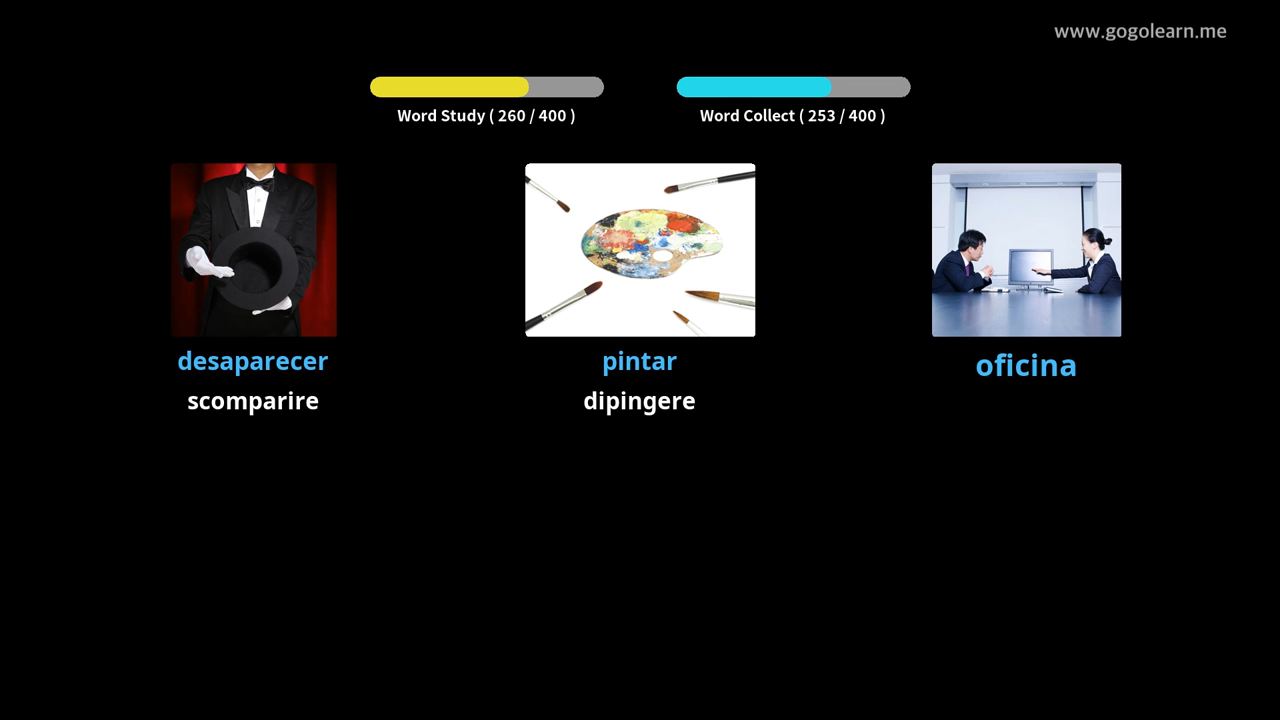 www.gogolearn.me
Word Study ( 260 / 400 )
Word Collect ( 253 / 400 )
desaparecer
scomparire
pintar
dipingere
oficina